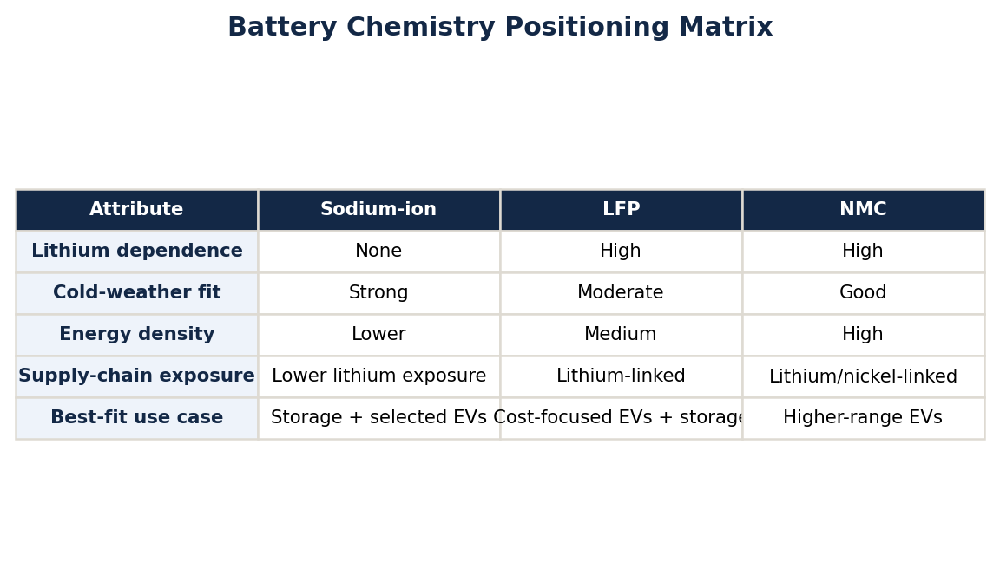 Battery Chemistry Positioning Matrix
Attribute Sodium-ion LFP NMC
Lithium dependence None High High
Cold-weather fit Strong Moderate Good
Energy density Lower Medium High
Supply-chain exposure Lower lithium exposure Lithium-linked Lithium/nickel-linked
Best-fit use case Storage + selected EVs Cost-focused EVs + storage Higher-range EVs